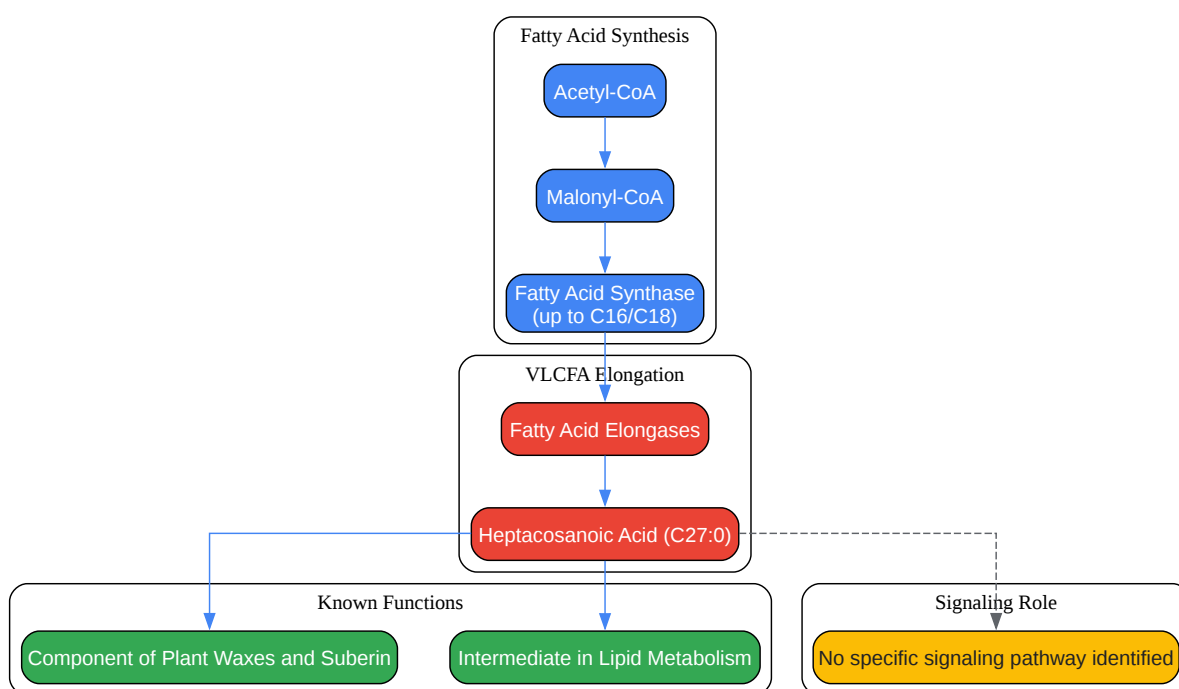 Fatty Acid Synthesis
Acetyl-CoA
Malonyl-CoA
Fatty Acid Synthase
(up to C16/C18)
VLCFA Elongation
Fatty Acid Elongases
Heptacosanoic Acid (C27:0)
Known Functions
Component of Plant Waxes and Suberin
Intermediate in Lipid Metabolism
Signaling Role
No specific signaling pathway identified